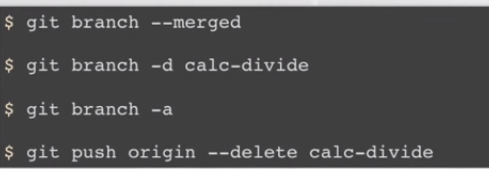 $ git branch --merged
$ git branch -d calc-divide
$ git branch -a
$ git push origin --delete calc-divide